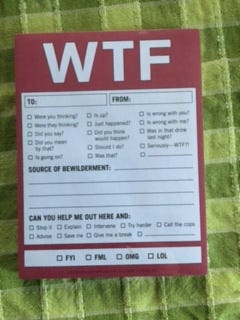 WTF
TO: FROM:
Were you thinking? Is up? Is wrong with you?
Were they thinking? Just happened? Is wrong with me?
Did you say? Did you think would happen? Was in that drink last night?
Did you mean by that? Should I do? Seriously—WTF?!
Is going on? Was that?
SOURCE OF BEWILDERMENT:
CAN YOU HELP ME OUT HERE AND:
Stop it Explain Intervene Try harder Call the cops
Advise Save me Give me a break
FYI FML OMG LOL